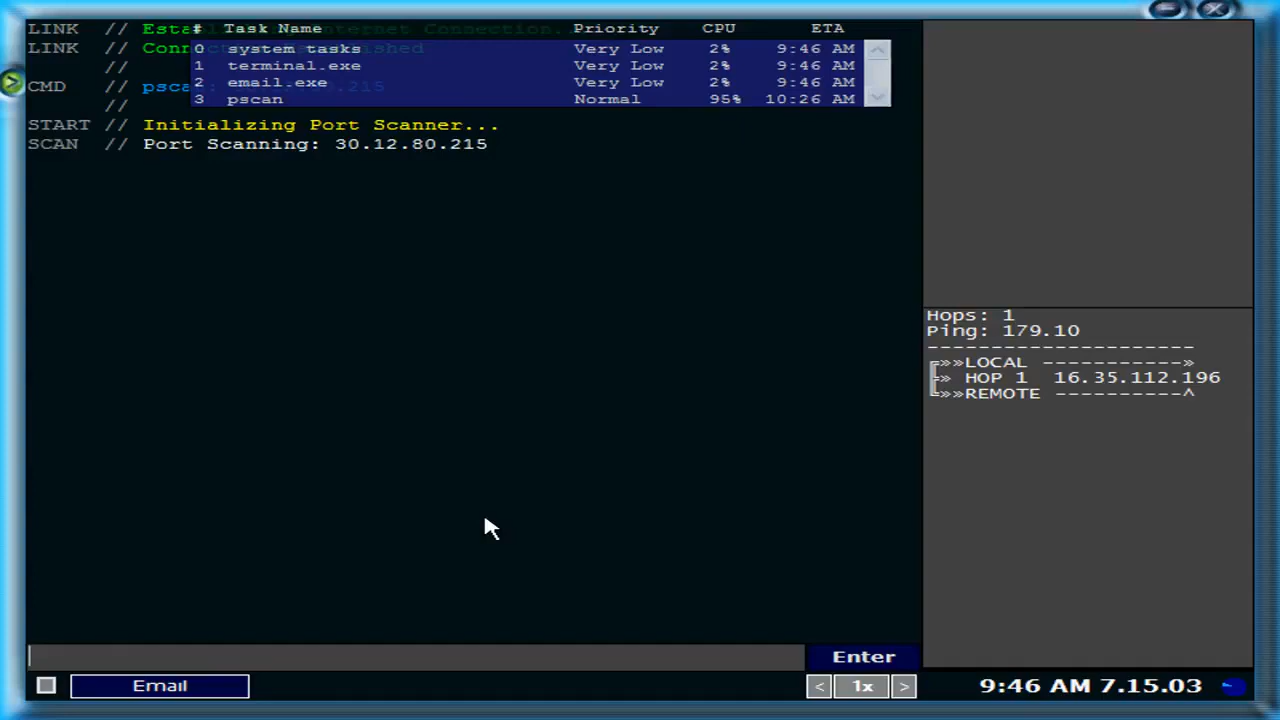 # Task Name Priority CPU ETA
0 system tasks Very Low 2% 9:46 AM
1 terminal.exe Very Low 2% 9:46 AM
2 email.exe Very Low 2% 9:46 AM
3 pscan Normal 95% 10:26 AM
LINK //
LINK //
//
CMD //
//
START // Initializing Port Scanner...
SCAN // Port Scanning: 30.12.80.215
Hops: 1
Ping: 179.10
----------------------
»»LOCAL -----------»
» HOP 1 16.35.112.196
»»REMOTE ----------^
Enter
Email
< 1x >
9:46 AM 7.15.03